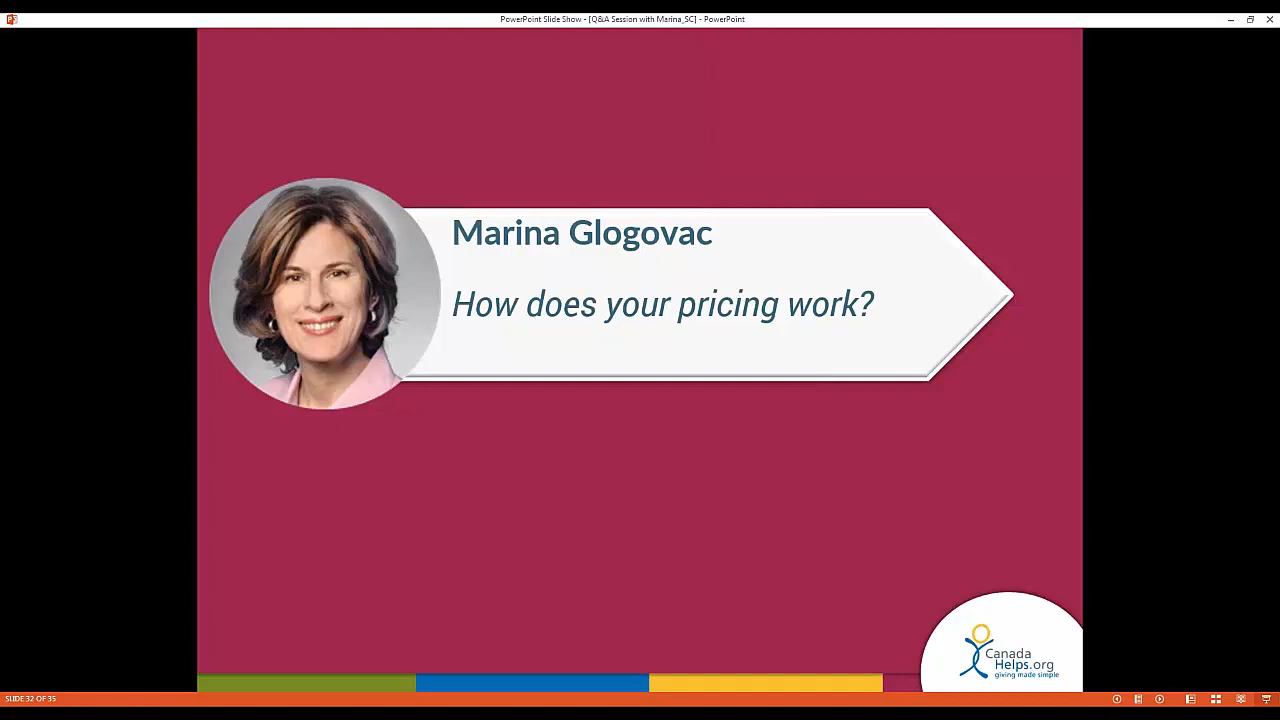 PowerPoint Slide Show - [Q&A Session with Marina_SC] - PowerPoint
Marina Glogovac
How does your pricing work?
Canada
Helps.org
giving made simple
SLIDE 32 OF 35